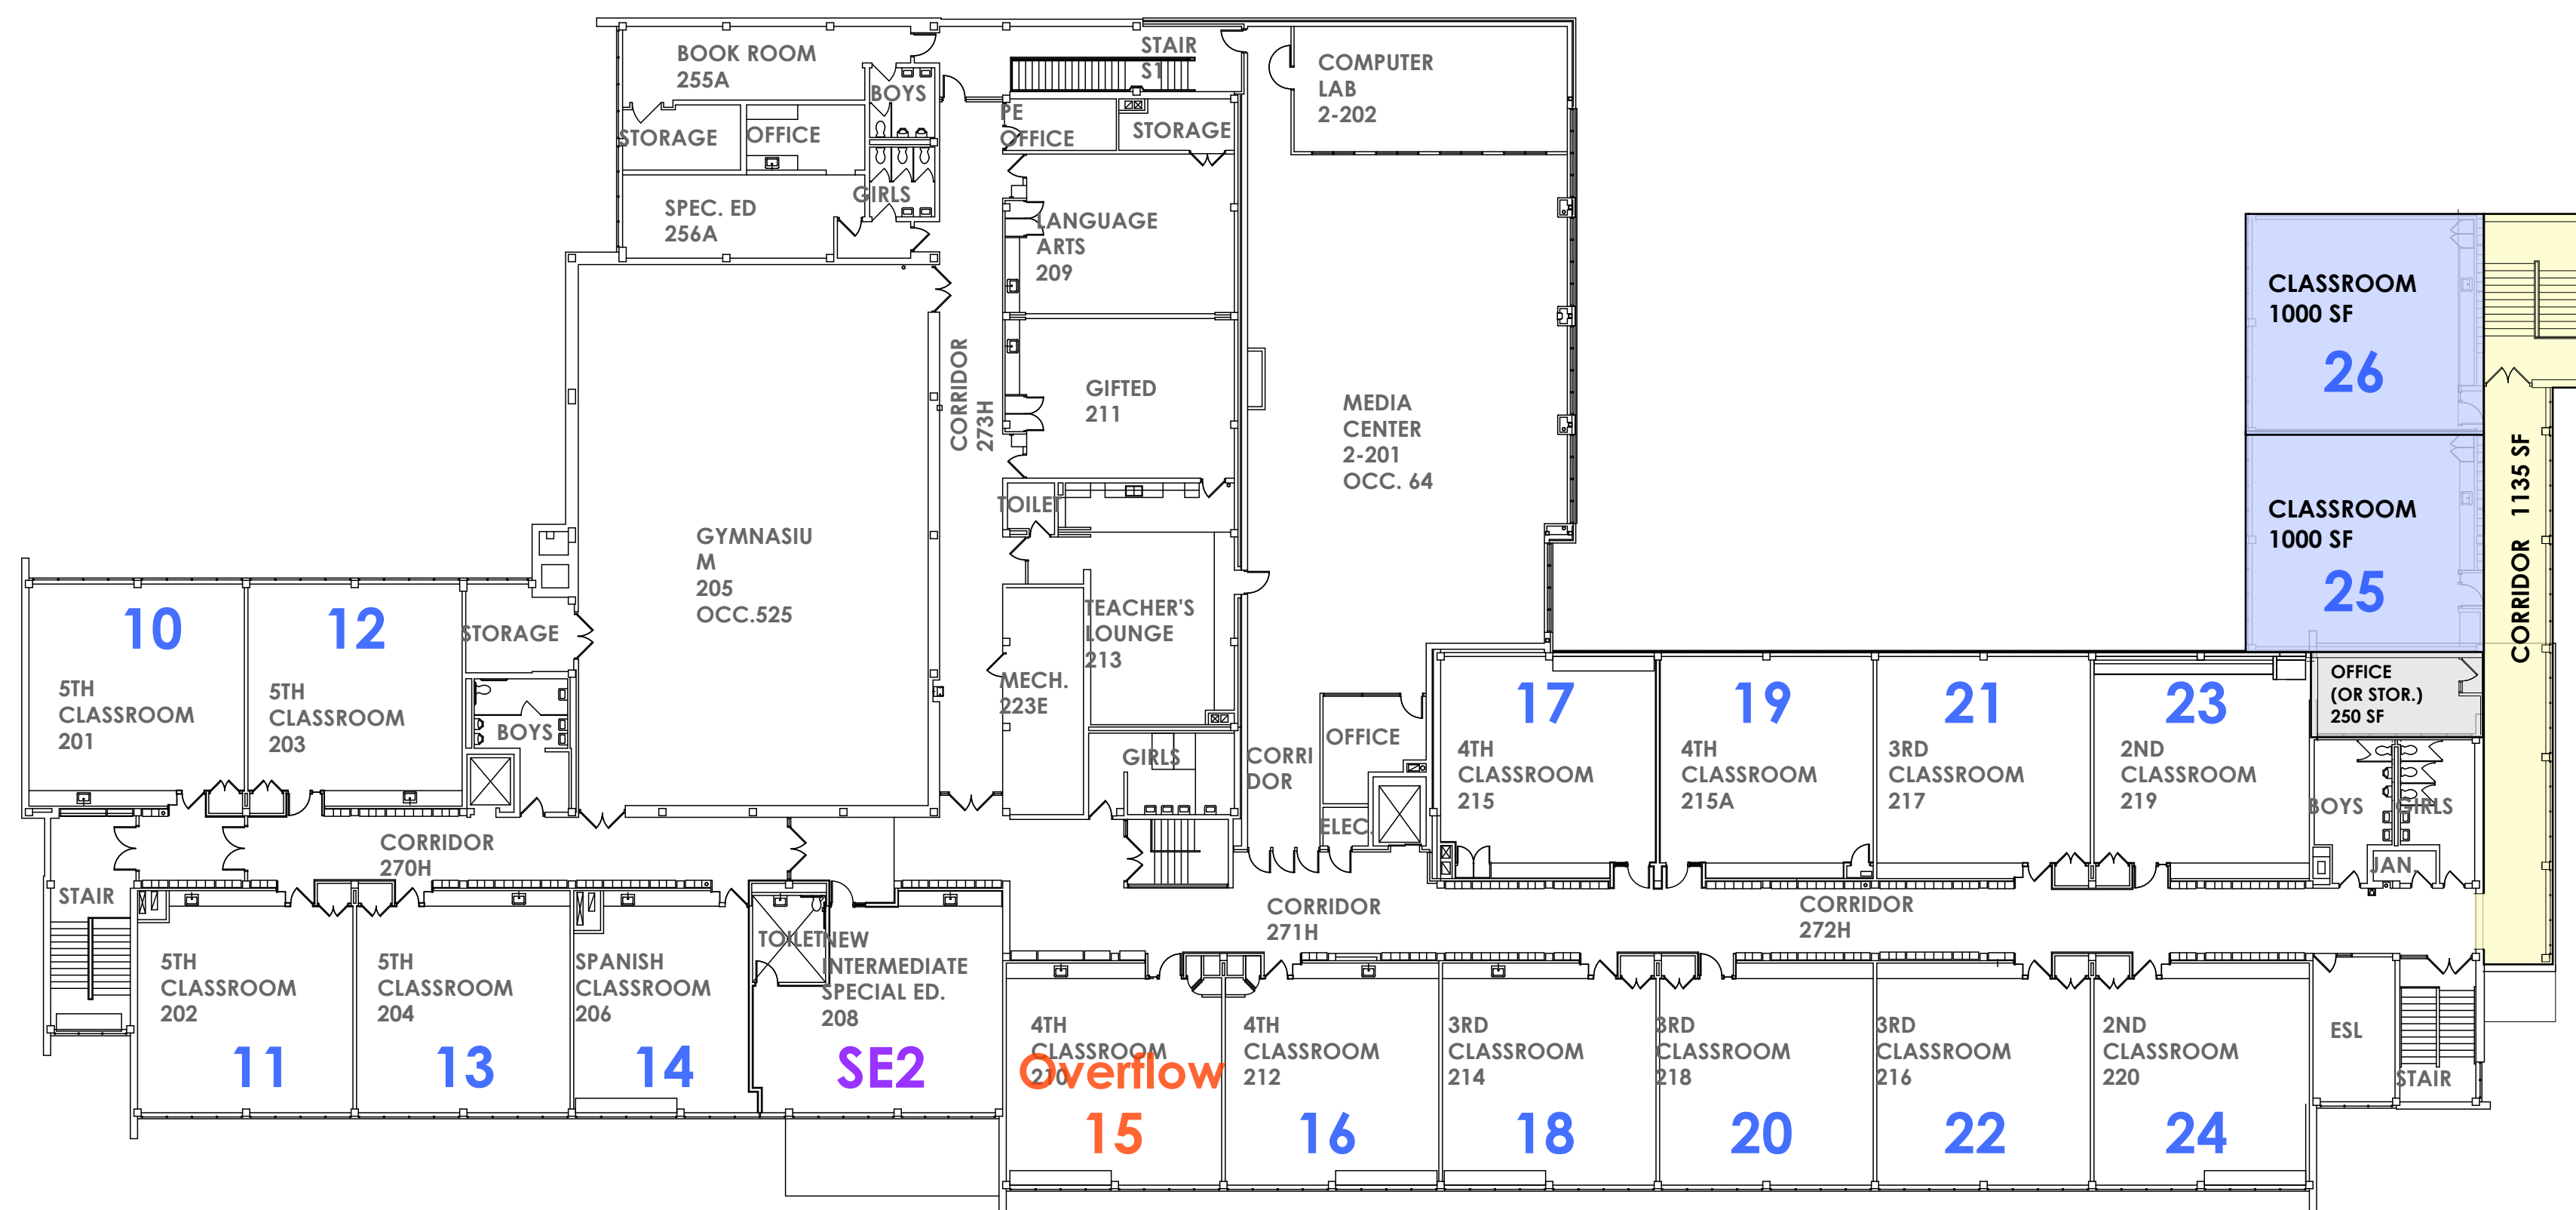 BOOK ROOM
255A
BOYS
STAIR
S1
COMPUTER
LAB
2-202
STORAGE
OFFICE
PE
OFFICE
STORAGE
SPEC. ED
256A
GIRLS
LANGUAGE
ARTS
209
CORRIDOR
273H
GIFTED
211
MEDIA
CENTER
2-201
OCC. 64
TOILET
GYMNASIU
M
205
OCC.525
TEACHER'S
LOUNGE
213
MECH.
223E
GIRLS
CORRI
DOR
OFFICE
ELEC.
CLASSROOM
1000 SF
26
CLASSROOM
1000 SF
25
CORRIDOR 1135 SF
OFFICE
(OR STOR.)
250 SF
10
5TH
CLASSROOM
201
12
5TH
CLASSROOM
203
STORAGE
BOYS
17
4TH
CLASSROOM
215
19
4TH
CLASSROOM
215A
21
3RD
CLASSROOM
217
23
2ND
CLASSROOM
219
BOYS
GIRLS
JAN.
CORRIDOR
270H
STAIR
CORRIDOR
271H
CORRIDOR
272H
5TH
CLASSROOM
202
11
5TH
CLASSROOM
204
13
SPANISH
CLASSROOM
206
14
TOILET
NEW
INTERMEDIATE
SPECIAL ED.
208
SE2
4TH
CLASSROOM
210
Overflow
15
4TH
CLASSROOM
212
16
3RD
CLASSROOM
214
18
3RD
CLASSROOM
218
20
3RD
CLASSROOM
216
22
2ND
CLASSROOM
220
24
ESL
STAIR